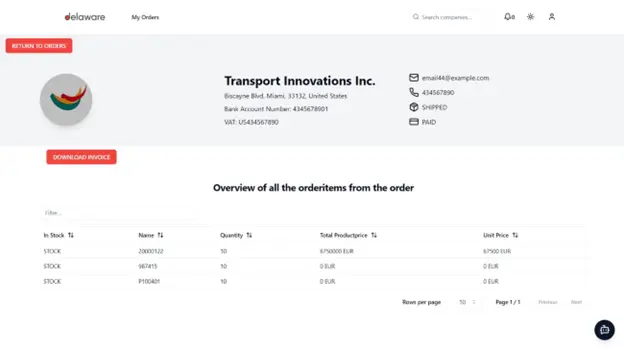 delaware
My Orders
Search companies...
0
RETURN TO ORDERS
Transport Innovations Inc.
Biscayne Blvd, Miami, 33132, United States
Bank Account Number: 4345678901
VAT: US434567890
email44@example.com
434567890
SHIPPED
PAID
DOWNLOAD INVOICE
Overview of all the orderitems from the order
Filter...
In Stock Name Quantity Total Productprice Unit Price
STOCK 20000122 10 6750000 EUR 67500 EUR
STOCK 987415 10 0 EUR 0 EUR
STOCK P100401 10 0 EUR 0 EUR
Rows per page 10 Page 1 / 1 Previous Next